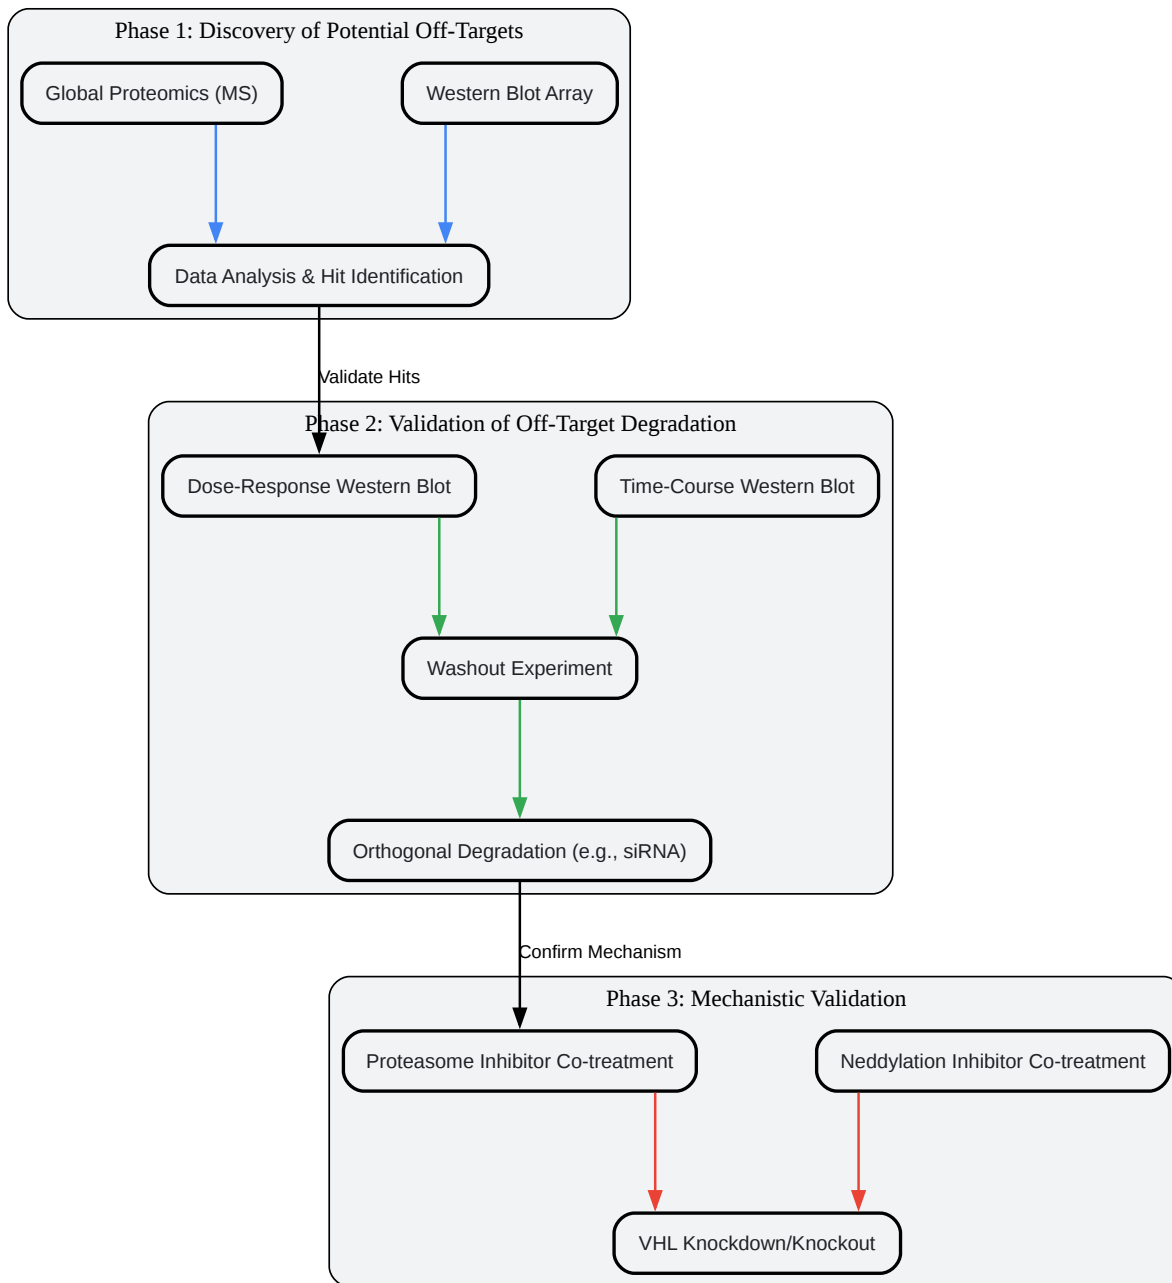 Phase 1: Discovery of Potential Off-Targets
Global Proteomics (MS)
Western Blot Array
Data Analysis & Hit Identification
Validate Hits
Phase 2: Validation of Off-Target Degradation
Dose-Response Western Blot
Time-Course Western Blot
Washout Experiment
Orthogonal Degradation (e.g., siRNA)
Confirm Mechanism
Phase 3: Mechanistic Validation
Proteasome Inhibitor Co-treatment
Neddylation Inhibitor Co-treatment
VHL Knockdown/Knockout